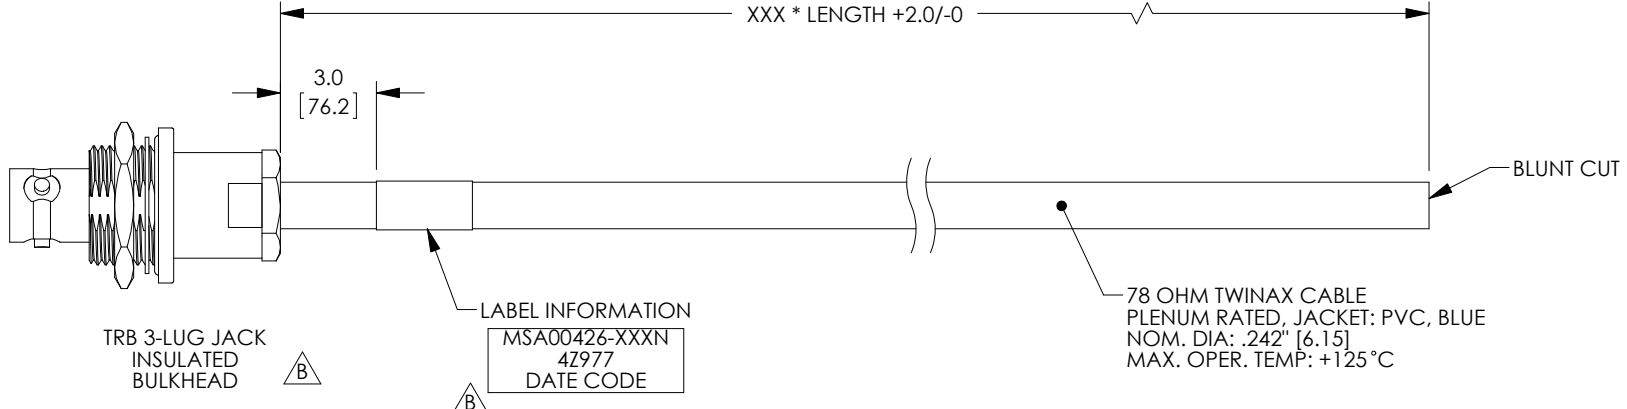 XXX * LENGTH +2.0/-0
3.0
[76.2]
BLUNT CUT
LABEL INFORMATION
MSA00426-XXXN
4Z977
DATE CODE
78 OHM TWINAX CABLE
PLENUM RATED, JACKET: PVC, BLUE
NOM. DIA: .242" [6.15]
MAX. OPER. TEMP: +125°C
TRB 3-LUG JACK
INSULATED
BULKHEAD
B
B